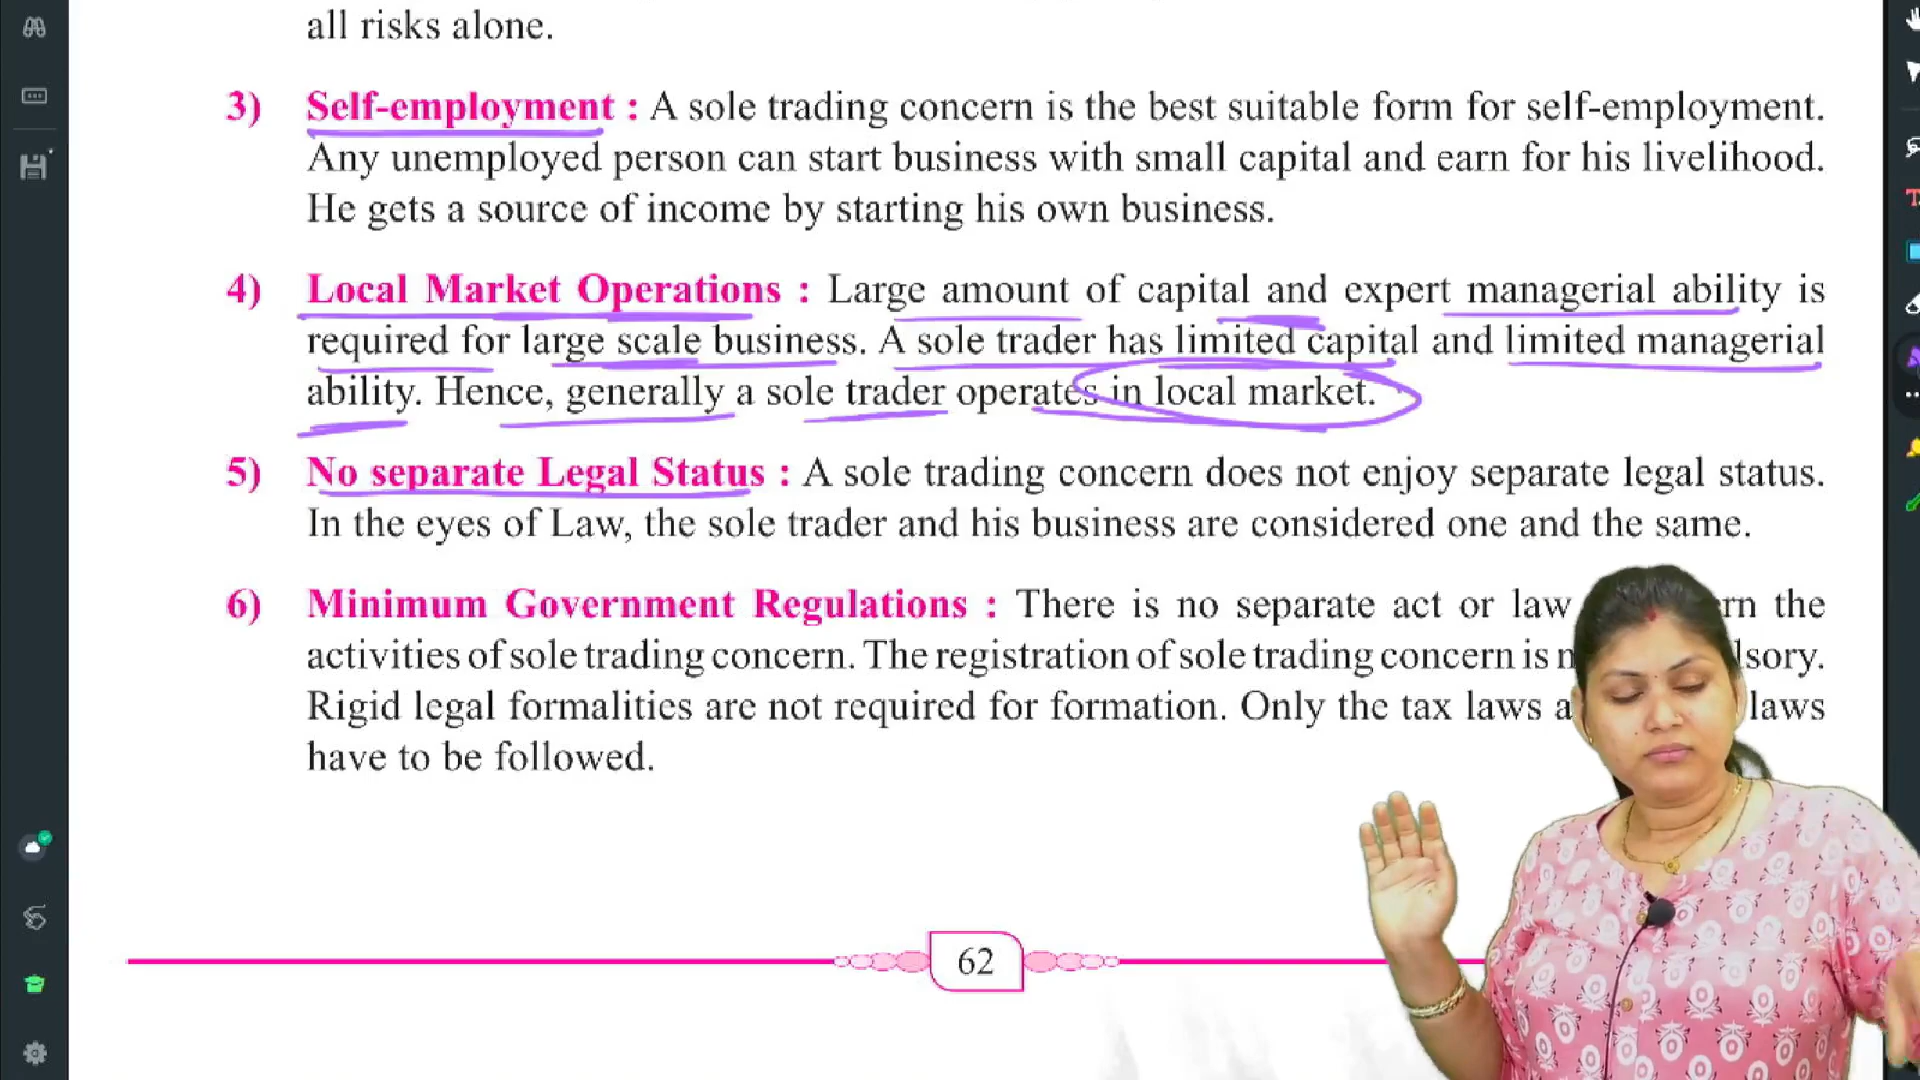 all risks alone.
3) Self-employment : A sole trading concern is the best suitable form for self-employment.
Any unemployed person can start business with small capital and earn for his livelihood.
He gets a source of income by starting his own business.
4) Local Market Operations : Large amount of capital and expert managerial ability is
required for large scale business. A sole trader has limited capital and limited managerial
ability. Hence, generally a sole trader operates in local market.
5) No separate Legal Status : A sole trading concern does not enjoy separate legal status.
In the eyes of Law, the sole trader and his business are considered one and the same.
6) Minimum Government Regulations : There is no separate act or law the
activities of sole trading concern. The registration of sole trading concern is
Rigid legal formalities are not required for formation. Only the tax laws laws
have to be followed.
62